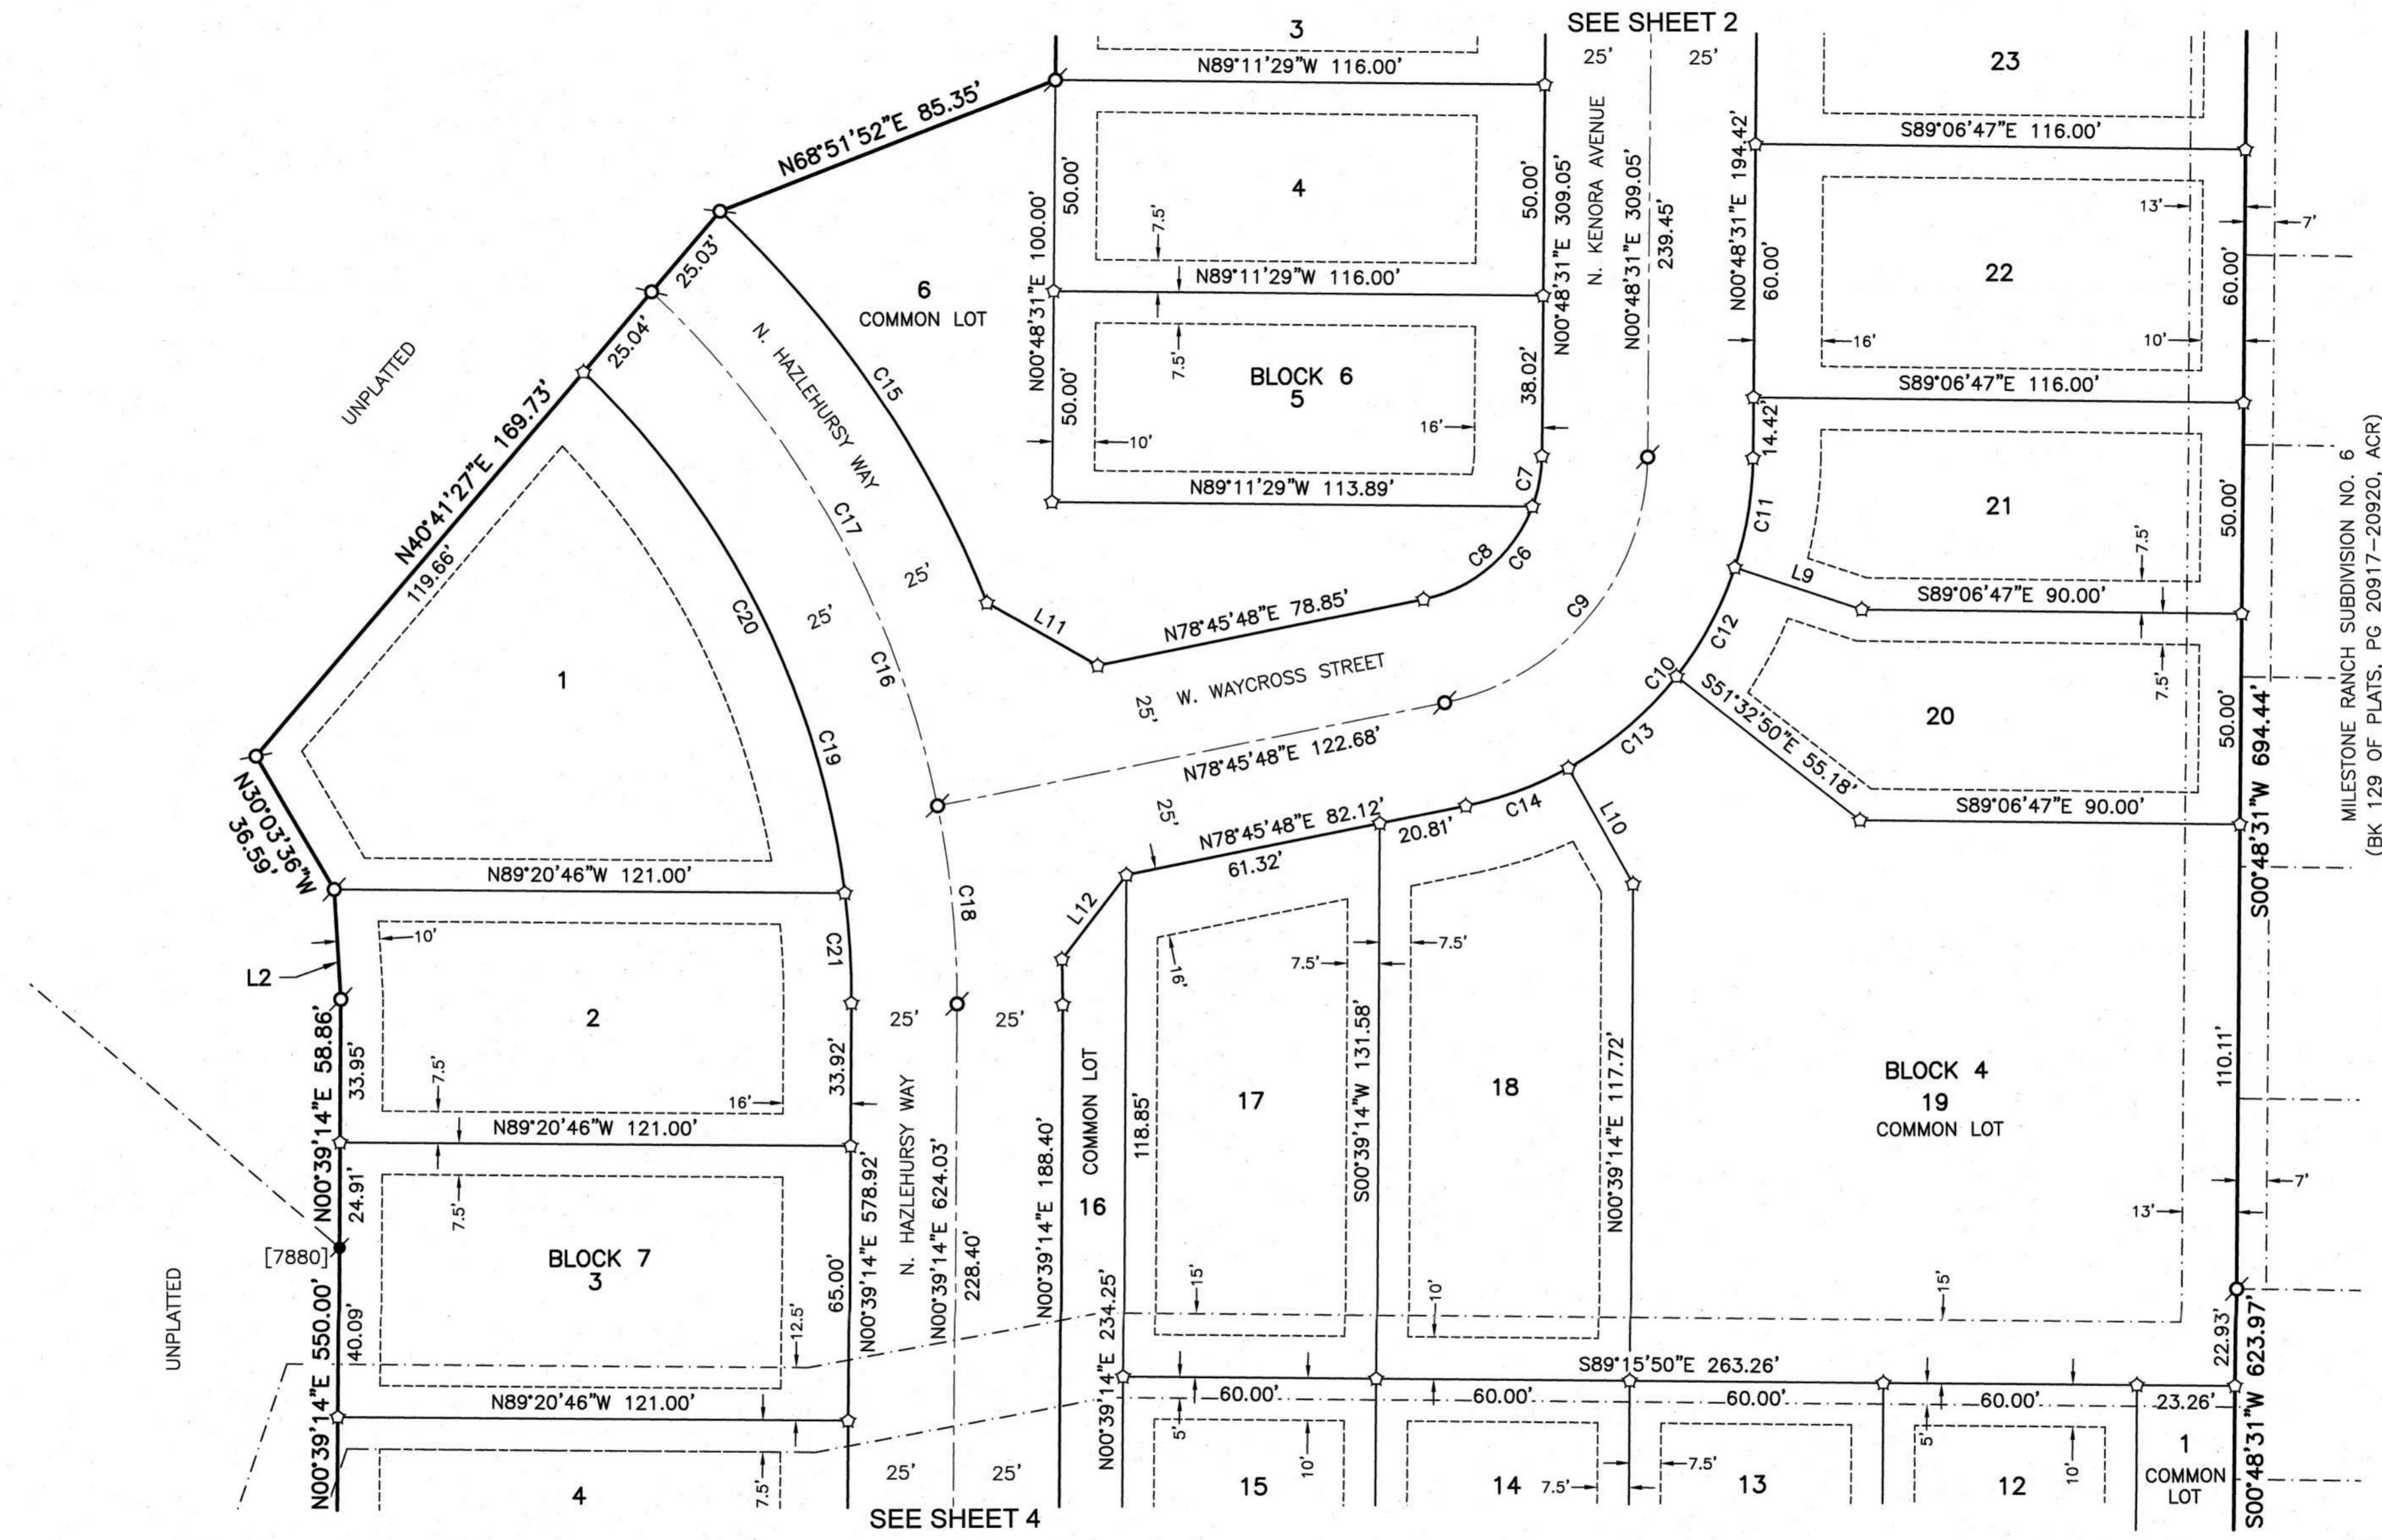 SEE SHEET 2
3
N89°11'29"W 116.00'
25'
25'
23
S89°06'47"E 116.00'
N68°51'52"E 85.35'
4
50.00'
50.00'
N00°48'31"E 100.00'
7.5'
N89°11'29"W 116.00'
N00°48'31"E 309.05'
N. KENORA AVENUE
N00°48'31"E 309.05'
239.45'
N00°48'31"E 194.42'
60.00'
22
13'
7'
60.00'
16'
10'
S89°06'47"E 116.00'
25.03'
25.04'
6
COMMON LOT
UNPLATTED
N. HAZLEHURSY WAY
C15
50.00'
7.5'
BLOCK 6
5
10'
16'
38.02'
C7
N89°11'29"W 113.89'
14.42'
C11
21
50.00'
7.5'
MILESTONE RANCH SUBDIVISION NO. 6
(BK 129 OF PLATS, PG 20917-20920, ACR)
N40°41'27"E 169.73'
119.66'
C17
25'
25'
C20
C8
C6
C9
L9
S89°06'47"E 90.00'
L11
N78°45'48"E 78.85'
C12
C10
S51°32'50"E 55.18'
7.5'
20
50.00'
S00°48'31"W 694.44'
1
C16
W. WAYCROSS STREET
25'
C19
C13
N78°45'48"E 122.68'
N30°03'36"W
36.59'
25'
N78°45'48"E 82.12'
61.32'
20.81'
C14
L10
S89°06'47"E 90.00'
N89°20'46"W 121.00'
C18
L12
10'
C21
L2
16'
7.5'
7.5'
2
25'
25'
N00°39'14"E 58.86'
33.95'
7.5'
16'
33.92'
N89°20'46"W 121.00'
COMMON LOT
16
118.85'
17
S00°39'14"W 131.58'
18
N00°39'14"E 117.72'
BLOCK 4
19
COMMON LOT
110.11'
7'
13'
24.91'
7.5'
[7880]
BLOCK 7
3
N00°39'14"E 578.92'
65.00'
N. HAZLEHURSY WAY
N00°39'14"E 624.03'
228.40'
N00°39'14"E 188.40'
15'
10'
15'
UNPLATTED
N00°39'14"E 550.00'
40.09'
12.5'
N89°20'46"W 121.00'
N00°39'14"E 234.25'
S89°15'50"E 263.26'
60.00'
60.00'
60.00'
60.00'
23.26'
22.93'
S00°48'31"W 623.97'
4
7.5'
25'
25'
5'
10'
15
14
7.5'
7.5'
13
5'
12
10'
1
COMMON
LOT
SEE SHEET 4